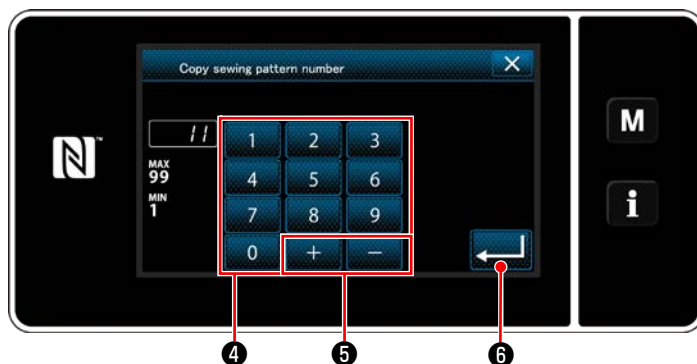 Copy sewing pattern number ×
11
MAX
99
MIN
1
1 2 3
4 5 6
7 8 9
0 + −
N™
M
i
❹ ❺ ❻